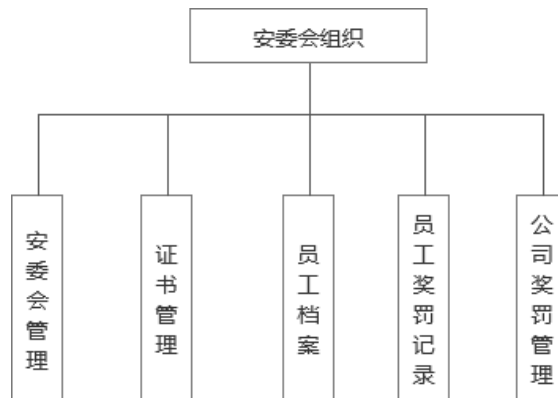 安委会组织
安委会管理
证书管理
员工档案
员工奖罚记录
公司奖罚管理